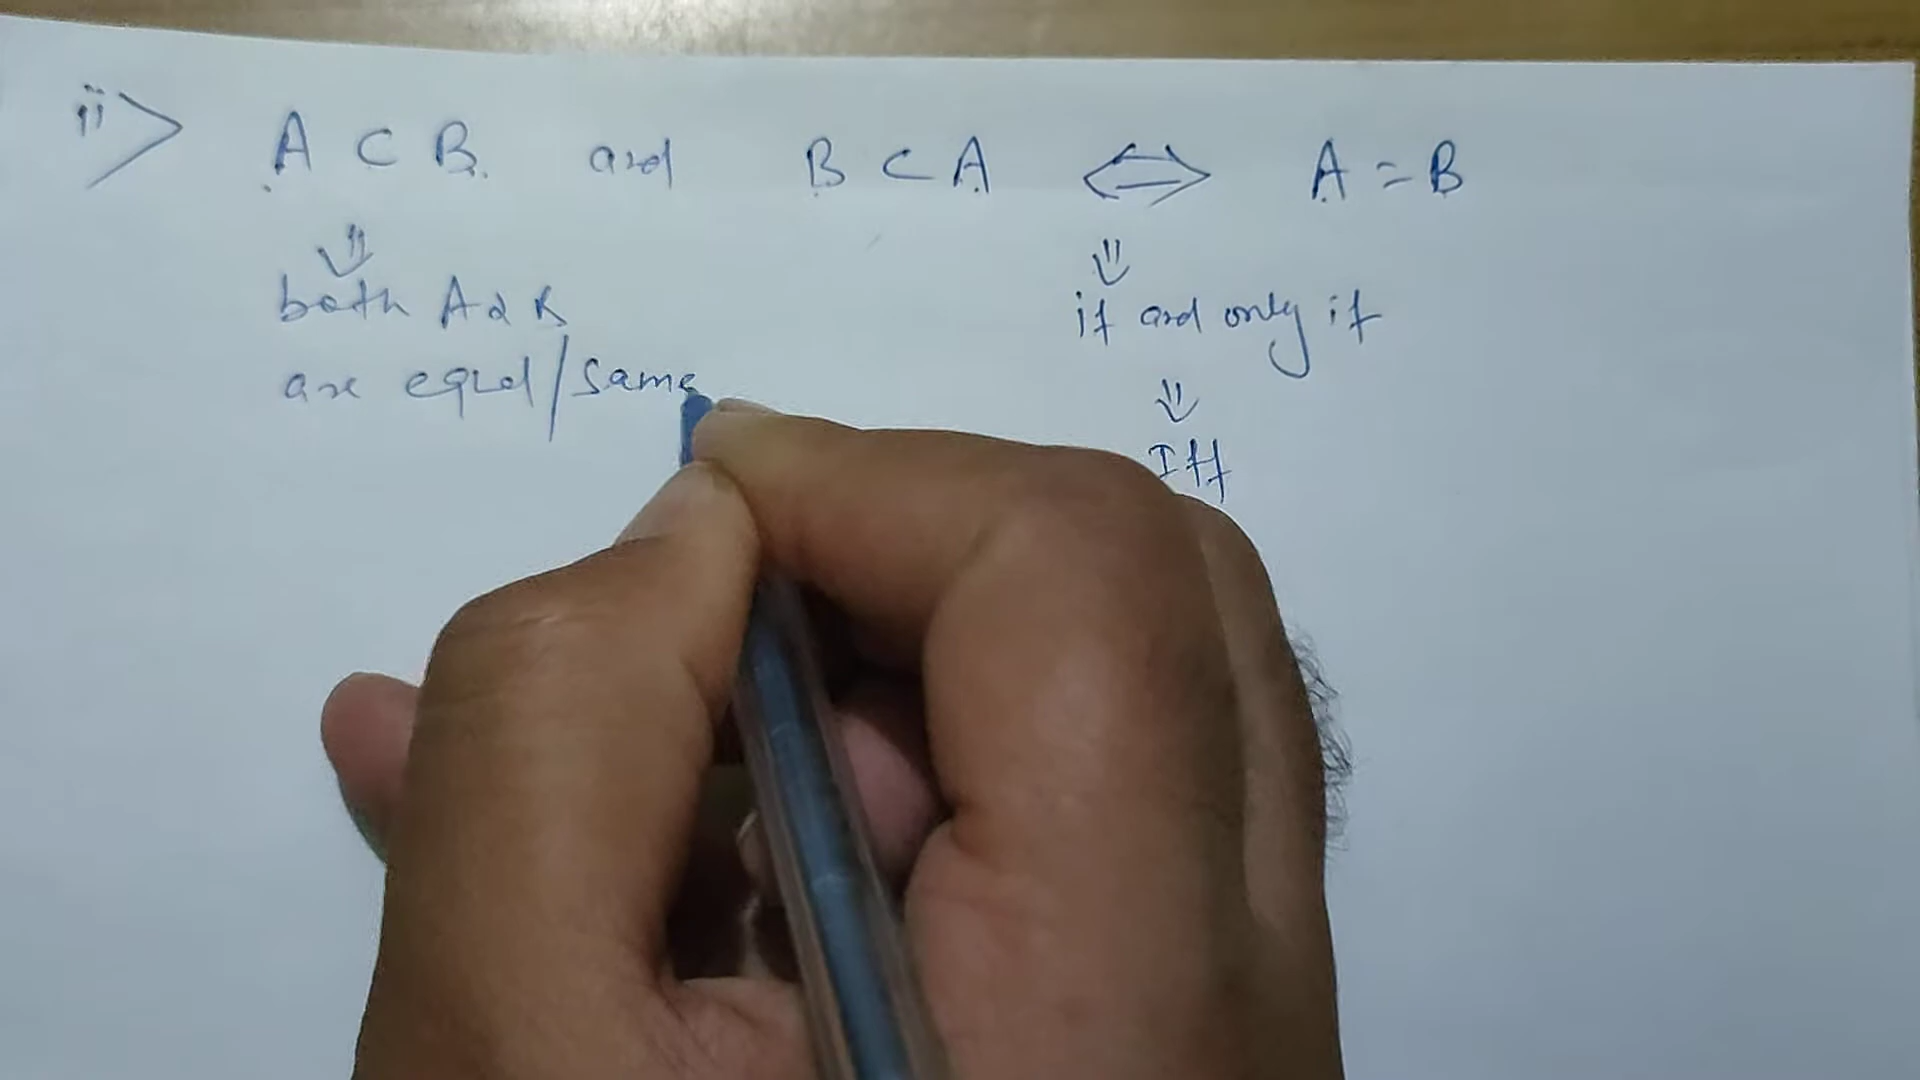 ii> A ⊂ B and B ⊂ A ⇔ A = B
⇓ ⇓
both A & B
if and only if
are equal/same
⇓
Iff